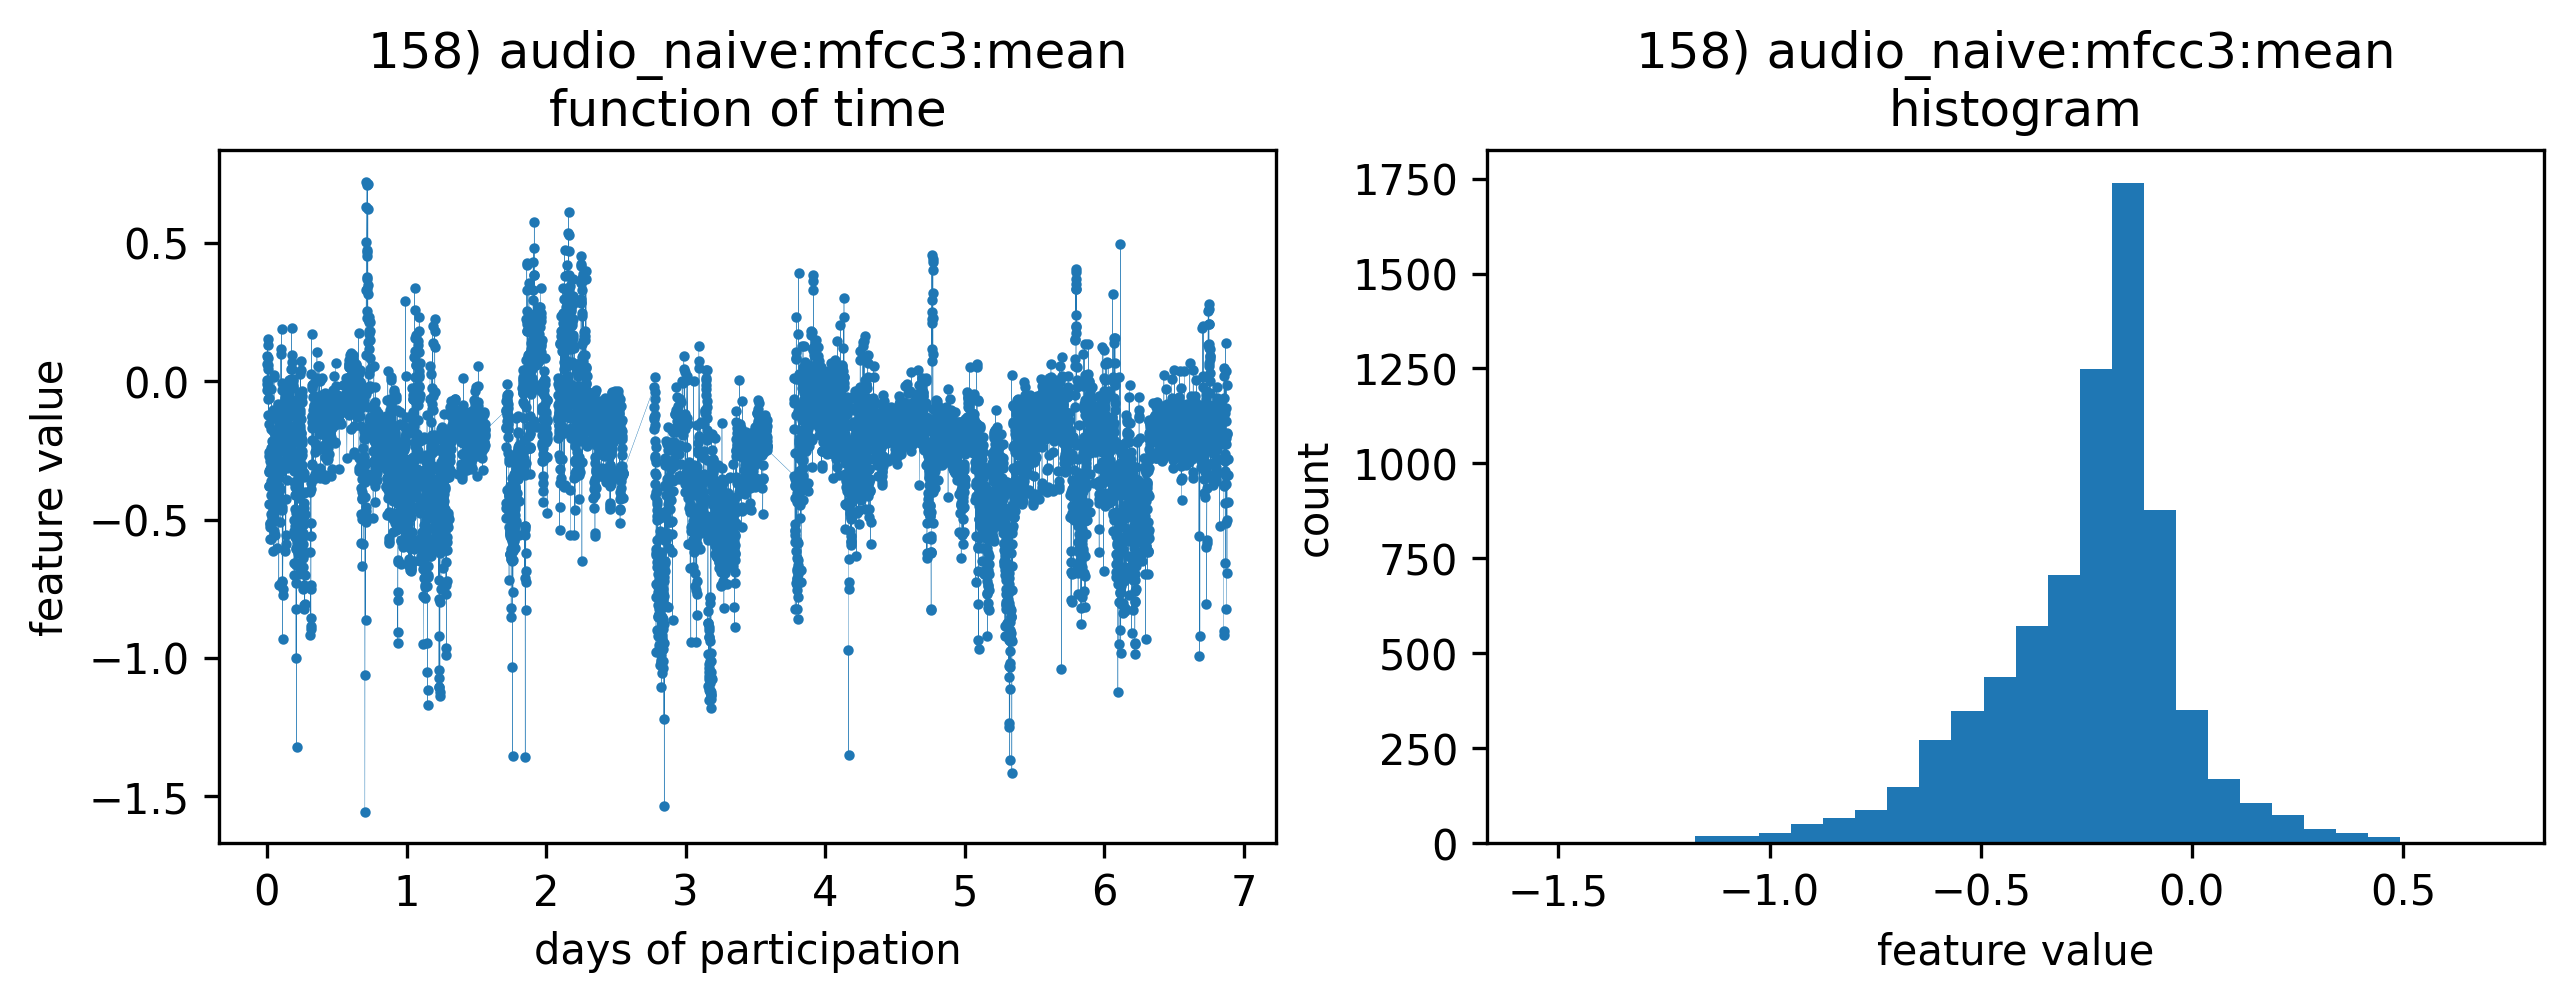 158) audio_naive:mfcc3:mean
function of time
feature value
0.5
0.0
−0.5
−1.0
−1.5
0 1 2 3 4 5 6 7
days of participation
158) audio_naive:mfcc3:mean
histogram
count
1750
1500
1250
1000
750
500
250
0
−1.5 −1.0 −0.5 0.0 0.5
feature value